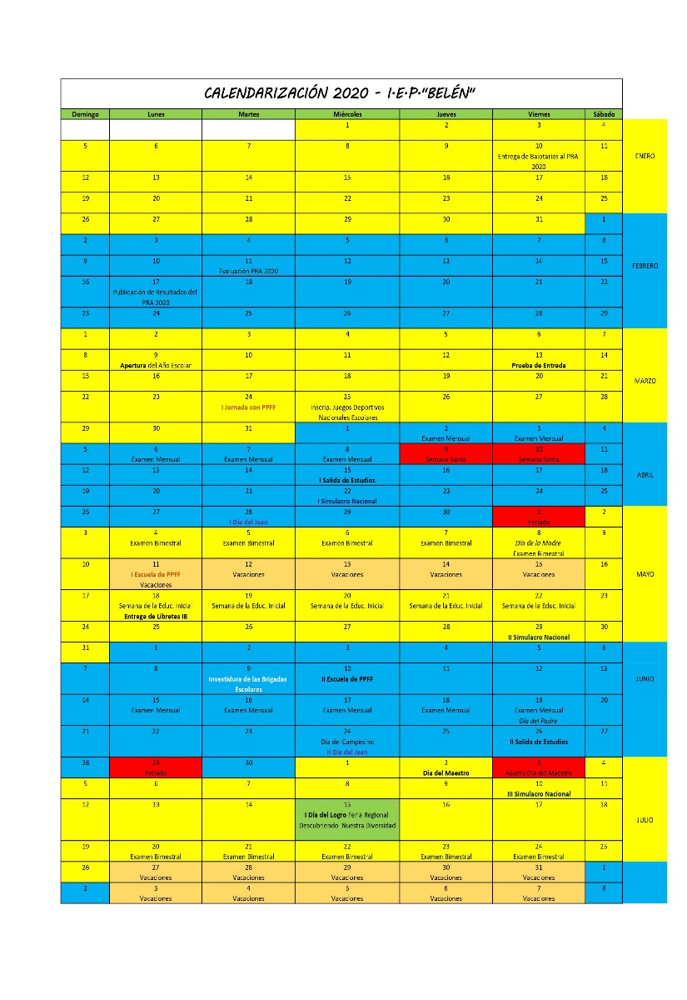 CALENDARIZACIÓN 2020 - I.E.P."BELÉN"
Domingo Lunes Martes Miércoles Jueves Viernes Sábado
1 2 3 4
5 6 7 8 9 10 11
Entrega de Balotarios al PRA
2020
ENERO
12 13 14 15 16 17 18
19 20 21 22 23 24 25
26 27 28 29 30 31 1
2 3 4 5 6 7 8
9 10 11 12 13 14 15
Evaluación PRA 2020
FEBRERO
16 17 18 19 20 21 22
Publicación de Resultados del
PRA 2020
23 24 25 26 27 28 29
1 2 3 4 5 6 7
8 9 10 11 12 13 14
Apertura del Año Escolar Prueba de Entrada
15 16 17 18 19 20 21
MARZO
22 23 24 25 26 27 28
I Jornada con PPFF Inscrip. Juegos Deportivos
Nacionales Escolares
29 30 31 1 2 3 4
Examen Mensual Examen Mensual
5 6 7 8 9 10 11
Examen Mensual Examen Mensual Examen Mensual Semana Santa Semana Santa
12 13 14 15 16 17 18
I Salida de Estudios
ABRIL
19 20 21 22 23 24 25
I Simulacro Nacional
26 27 28 29 30 1 2
I Día del Jean Feriado
3 4 5 6 7 8 9
Examen Bimestral Examen Bimestral Examen Bimestral Examen Bimestral Día de la Madre
Examen Bimestral
10 11 12 13 14 15 16
I Escuela de PPFF Vacaciones Vacaciones Vacaciones Vacaciones
Vacaciones
MAYO
17 18 19 20 21 22 23
Semana de la Educ. Inicial Semana de la Educ. Inicial Semana de la Educ. Inicial Semana de la Educ. Inicial Semana de la Educ. Inicial
Entrega de Libretas IB
24 25 26 27 28 29 30
II Simulacro Nacional
31 1 2 3 4 5 6
7 8 9 10 11 12 13
Investidura de las Brigadas II Escuela de PPFF
Escolares
JUNIO
14 15 16 17 18 19 20
Examen Mensual Examen Mensual Examen Mensual Examen Mensual Examen Mensual
Día del Padre
21 22 23 24 25 26 27
Día del Campesino II Salida de Estudios
II Día del Jean
28 29 30 1 2 3 4
Feriado Día del Maestro Asueto Día del Maestro
5 6 7 8 9 10 11
III Simulacro Nacional
12 13 14 15 16 17 18
I Día del Logro Feria Regional
Descubriendo Nuestra Diversidad
JULIO
19 20 21 22 23 24 25
Examen Bimestral Examen Bimestral Examen Bimestral Examen Bimestral Examen Bimestral
26 27 28 29 30 31 1
Vacaciones Vacaciones Vacaciones Vacaciones Vacaciones
2 3 4 5 6 7 8
Vacaciones Vacaciones Vacaciones Vacaciones Vacaciones